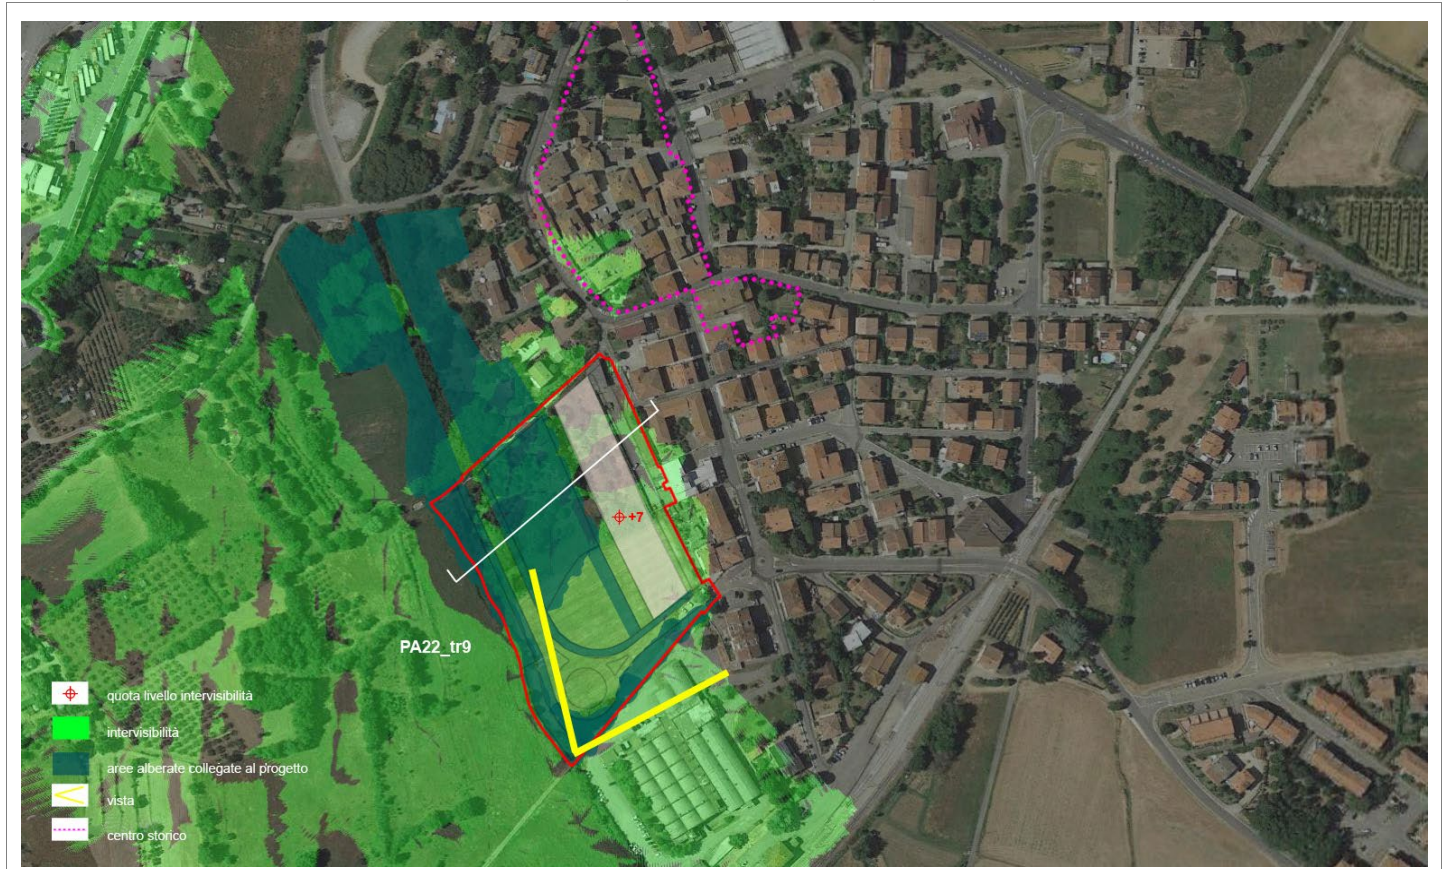 +7
PA22_tr9
quota livello intervisibilità
intervisibilità
aree alberate collegate al progetto
vista
centro storico